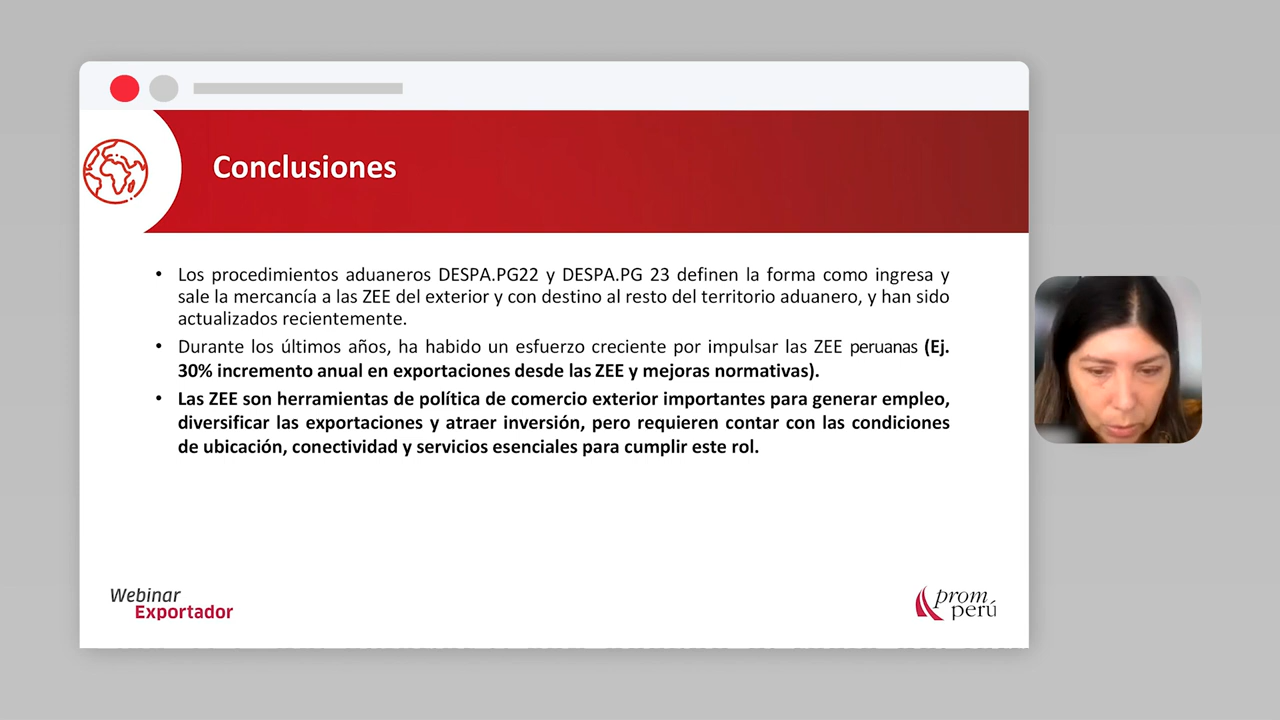 Conclusiones
• Los procedimientos aduaneros DESPA.PG22 y DESPA.PG 23 definen la forma como ingresa y
sale la mercancía a las ZEE del exterior y con destino al resto del territorio aduanero, y han sido
actualizados recientemente.
• Durante los últimos años, ha habido un esfuerzo creciente por impulsar las ZEE peruanas (Ej.
30% incremento anual en exportaciones desde las ZEE y mejoras normativas).
• Las ZEE son herramientas de política de comercio exterior importantes para generar empleo,
diversificar las exportaciones y atraer inversión, pero requieren contar con las condiciones
de ubicación, conectividad y servicios esenciales para cumplir este rol.
Webinar
Exportador
prom
perú